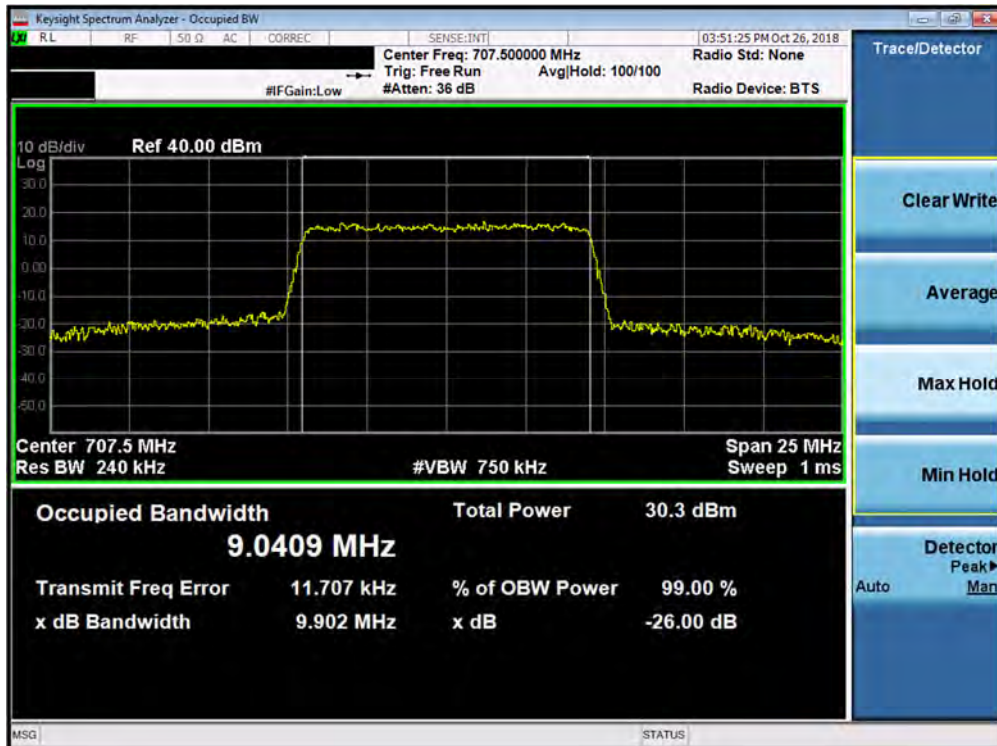 Keysight Spectrum Analyzer - Occupied BW
RL RF 50 Ω AC CORREC SENSE:INT 03:51:25 PM Oct 26, 2018
Center Freq: 707.500000 MHz Radio Std: None
Trig: Free Run Avg|Hold: 100/100
#IFGain:Low #Atten: 36 dB Radio Device: BTS
Trace/Detector
10 dB/div Ref 40.00 dBm
Log
30.0
20.0
10.0
0.00
-10.0
-20.0
-30.0
-40.0
-50.0
Center 707.5 MHz Span 25 MHz
Res BW 240 kHz #VBW 750 kHz Sweep 1 ms
Occupied Bandwidth Total Power 30.3 dBm
9.0409 MHz
Transmit Freq Error 11.707 kHz % of OBW Power 99.00 %
x dB Bandwidth 9.902 MHz x dB -26.00 dB
Clear Write
Average
Max Hold
Min Hold
Detector
Peak▶
Auto Man
MSG STATUS